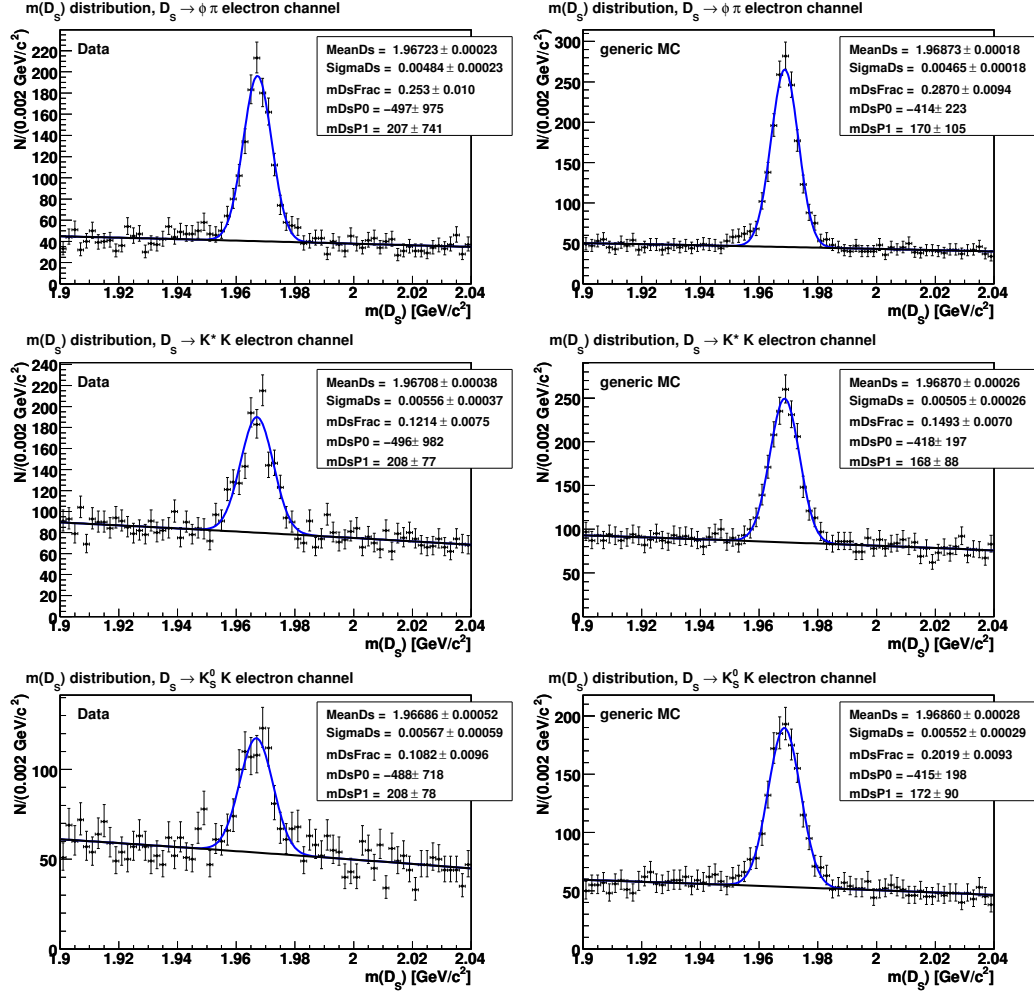 m(D_S) distribution, D_S → ϕ π electron channel
N/(0.002 GeV/c²)
Data
MeanDs = 1.96723 ± 0.00023
SigmaDs = 0.00484 ± 0.00023
mDsFrac = 0.253 ± 0.010
mDsP0 = −497± 975
mDsP1 = 207 ± 741
220
200
180
160
140
120
100
80
60
40
20
0
1.9 1.92 1.94 1.96 1.98 2 2.02 2.04
m(D_S) [GeV/c²]
m(D_S) distribution, D_S → ϕ π electron channel
N/(0.002 GeV/c²)
generic MC
MeanDs = 1.96873 ± 0.00018
SigmaDs = 0.00465 ± 0.00018
mDsFrac = 0.2870 ± 0.0094
mDsP0 = −414± 223
mDsP1 = 170 ± 105
300
250
200
150
100
50
0
1.9 1.92 1.94 1.96 1.98 2 2.02 2.04
m(D_S) [GeV/c²]
m(D_S) distribution, D_S → K* K electron channel
N/(0.002 GeV/c²)
Data
MeanDs = 1.96708 ± 0.00038
SigmaDs = 0.00556 ± 0.00037
mDsFrac = 0.1214 ± 0.0075
mDsP0 = −496± 982
mDsP1 = 208 ± 77
240
220
200
180
160
140
120
100
80
60
40
20
0
1.9 1.92 1.94 1.96 1.98 2 2.02 2.04
m(D_S) [GeV/c²]
m(D_S) distribution, D_S → K* K electron channel
N/(0.002 GeV/c²)
generic MC
MeanDs = 1.96870 ± 0.00026
SigmaDs = 0.00505 ± 0.00026
mDsFrac = 0.1493 ± 0.0070
mDsP0 = −418± 197
mDsP1 = 168 ± 88
250
200
150
100
50
0
1.9 1.92 1.94 1.96 1.98 2 2.02 2.04
m(D_S) [GeV/c²]
m(D_S) distribution, D_S → K_S⁰ K electron channel
N/(0.002 GeV/c²)
Data
MeanDs = 1.96686 ± 0.00052
SigmaDs = 0.00567 ± 0.00059
mDsFrac = 0.1082 ± 0.0096
mDsP0 = −488± 718
mDsP1 = 208 ± 78
100
50
0
1.9 1.92 1.94 1.96 1.98 2 2.02 2.04
m(D_S) [GeV/c²]
m(D_S) distribution, D_S → K_S⁰ K electron channel
N/(0.002 GeV/c²)
generic MC
MeanDs = 1.96860 ± 0.00028
SigmaDs = 0.00552 ± 0.00029
mDsFrac = 0.2019 ± 0.0093
mDsP0 = −415± 198
mDsP1 = 172 ± 90
200
150
100
50
0
1.9 1.92 1.94 1.96 1.98 2 2.02 2.04
m(D_S) [GeV/c²]